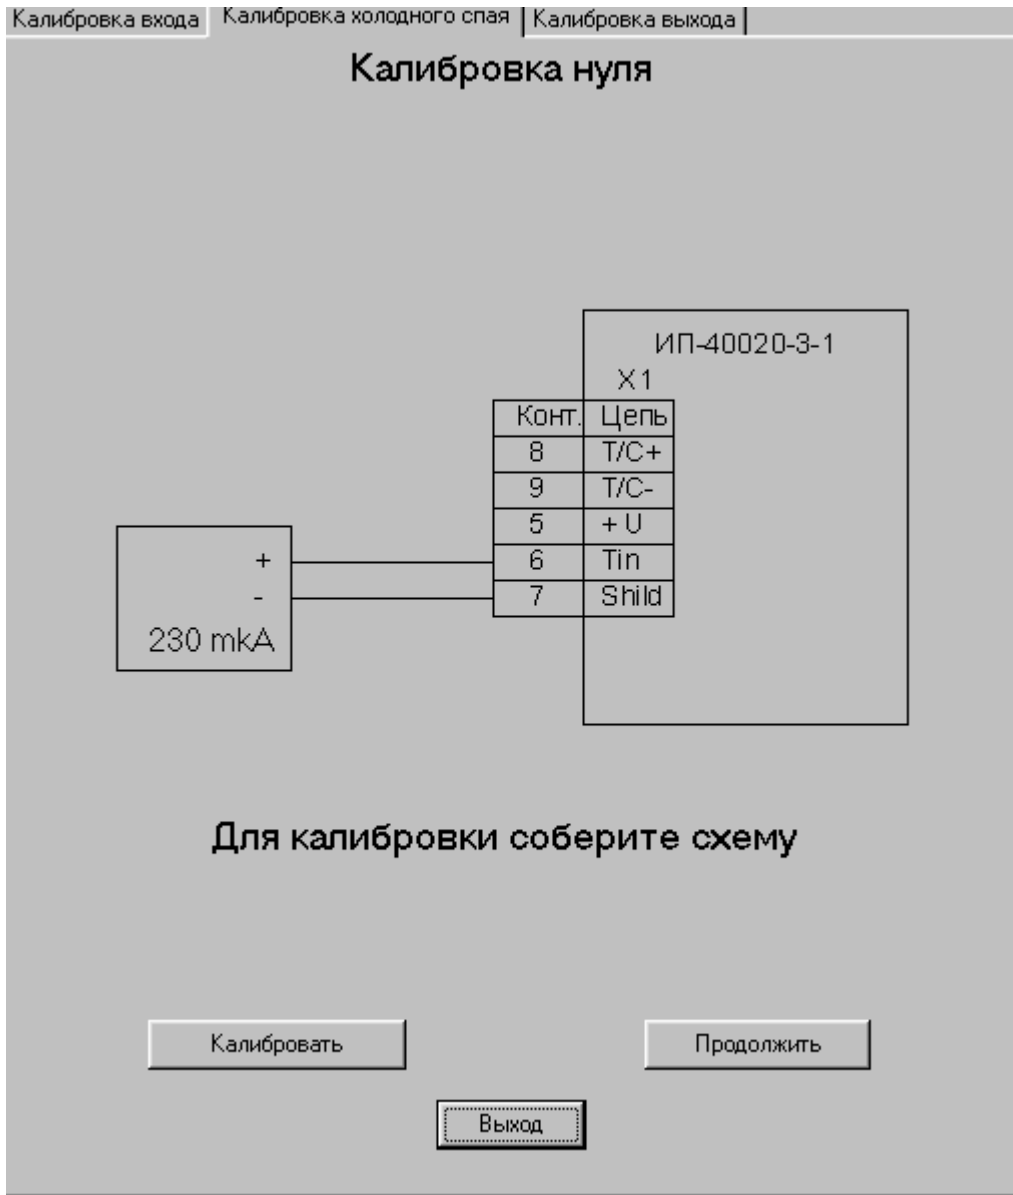 Калибровка входа Калибровка холодного спая Калибровка выхода
Калибровка нуля
ИП-40020-3-1
X1
Конт. Цепь
8 T/C+
9 T/C-
5 +U
+ 6 Tin
- 7 Shild
230 mkA
Для калибровки соберите схему
Калибровать Продолжить
Выход